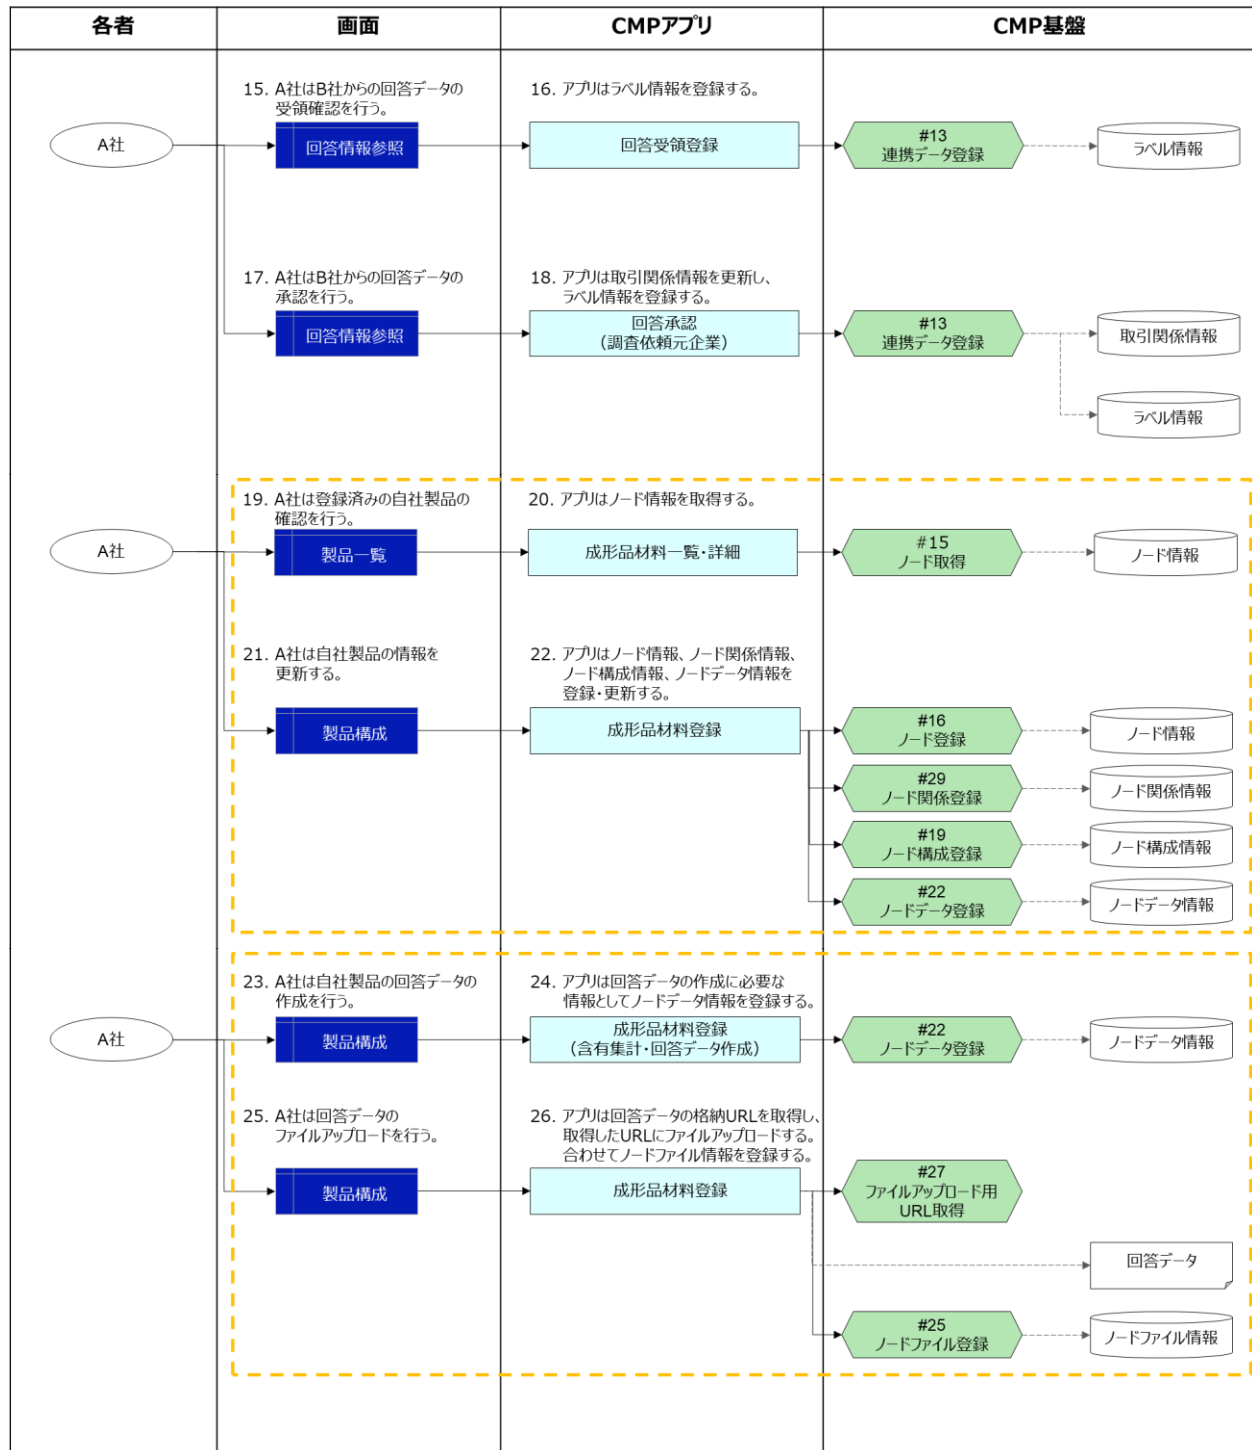 各者
画面
CMPアプリ
CMP基盤
15. A社はB社からの回答データの
受領確認を行う。
16. アプリはラベル情報を登録する。
A社
回答情報参照
回答受領登録
#13
連携データ登録
ラベル情報
17. A社はB社からの回答データの
承認を行う。
18. アプリは取引関係情報を更新し、
ラベル情報を登録する。
回答情報参照
回答承認
（調査依頼元企業）
#13
連携データ登録
取引関係情報
ラベル情報
19. A社は登録済みの自社製品の
確認を行う。
20. アプリはノード情報を取得する。
A社
製品一覧
成形品材料一覧・詳細
#15
ノード取得
ノード情報
21. A社は自社製品の情報を
更新する。
22. アプリはノード情報、ノード関係情報、
ノード構成情報、ノードデータ情報を
登録・更新する。
製品構成
成形品材料登録
#16
ノード登録
ノード情報
#29
ノード関係登録
ノード関係情報
#19
ノード構成登録
ノード構成情報
#22
ノードデータ登録
ノードデータ情報
23. A社は自社製品の回答データの
作成を行う。
24. アプリは回答データの作成に必要な
情報としてノードデータ情報を登録する。
A社
製品構成
成形品材料登録
（含有集計・回答データ作成）
#22
ノードデータ登録
ノードデータ情報
25. A社は回答データの
ファイルアップロードを行う。
26. アプリは回答データの格納URLを取得し、
取得したURLにファイルアップロードする。
合わせてノードファイル情報を登録する。
製品構成
成形品材料登録
#27
ファイルアップロード用
URL取得
回答データ
#25
ノードファイル登録
ノードファイル情報